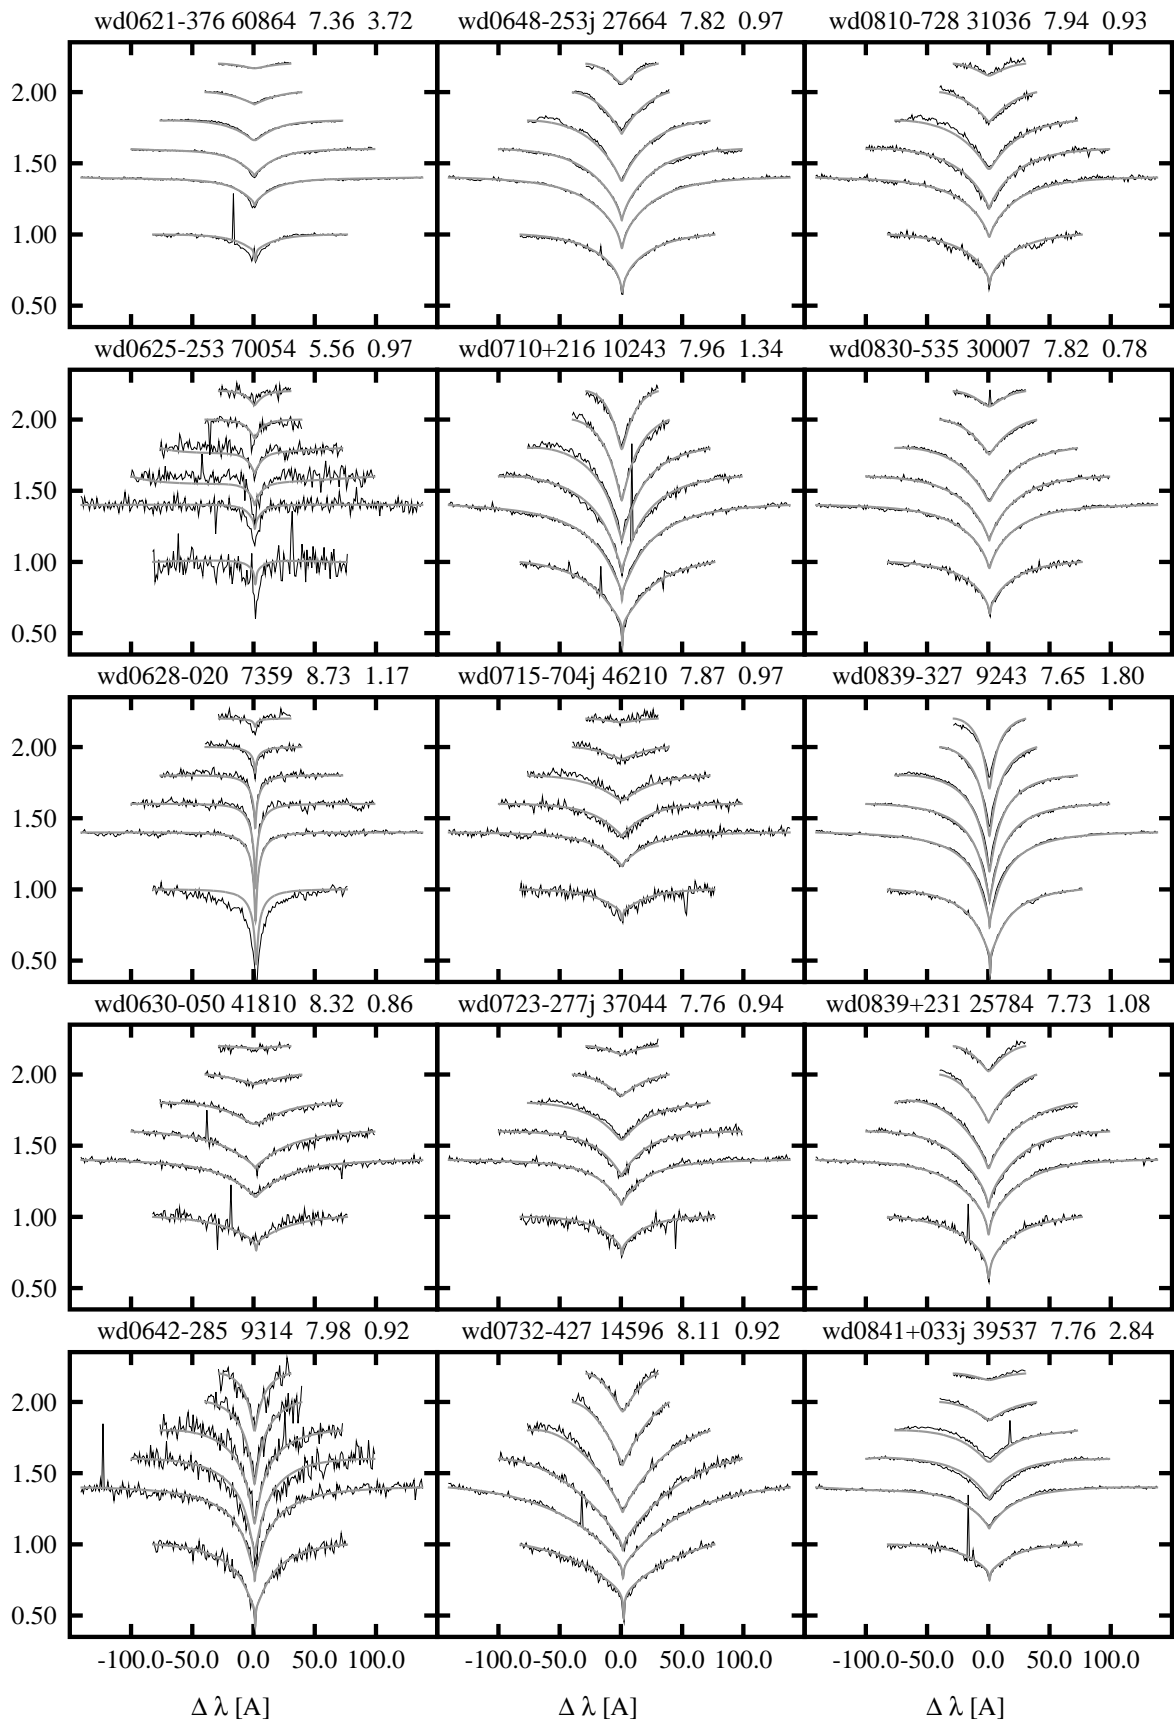 wd0621-376 60864 7.36 3.72 wd0648-253j 27664 7.82 0.97 wd0810-728 31036 7.94 0.93
2.00
1.50
1.00
0.50
wd0625-253 70054 5.56 0.97 wd0710+216 10243 7.96 1.34 wd0830-535 30007 7.82 0.78
2.00
1.50
1.00
0.50
wd0628-020 7359 8.73 1.17 wd0715-704j 46210 7.87 0.97 wd0839-327 9243 7.65 1.80
2.00
1.50
1.00
0.50
wd0630-050 41810 8.32 0.86 wd0723-277j 37044 7.76 0.94 wd0839+231 25784 7.73 1.08
2.00
1.50
1.00
0.50
wd0642-285 9314 7.98 0.92 wd0732-427 14596 8.11 0.92 wd0841+033j 39537 7.76 2.84
2.00
1.50
1.00
0.50
-100.0 -50.0 0.0 50.0 100.0 -100.0 -50.0 0.0 50.0 100.0 -100.0 -50.0 0.0 50.0 100.0
Δ λ [A] Δ λ [A] Δ λ [A]